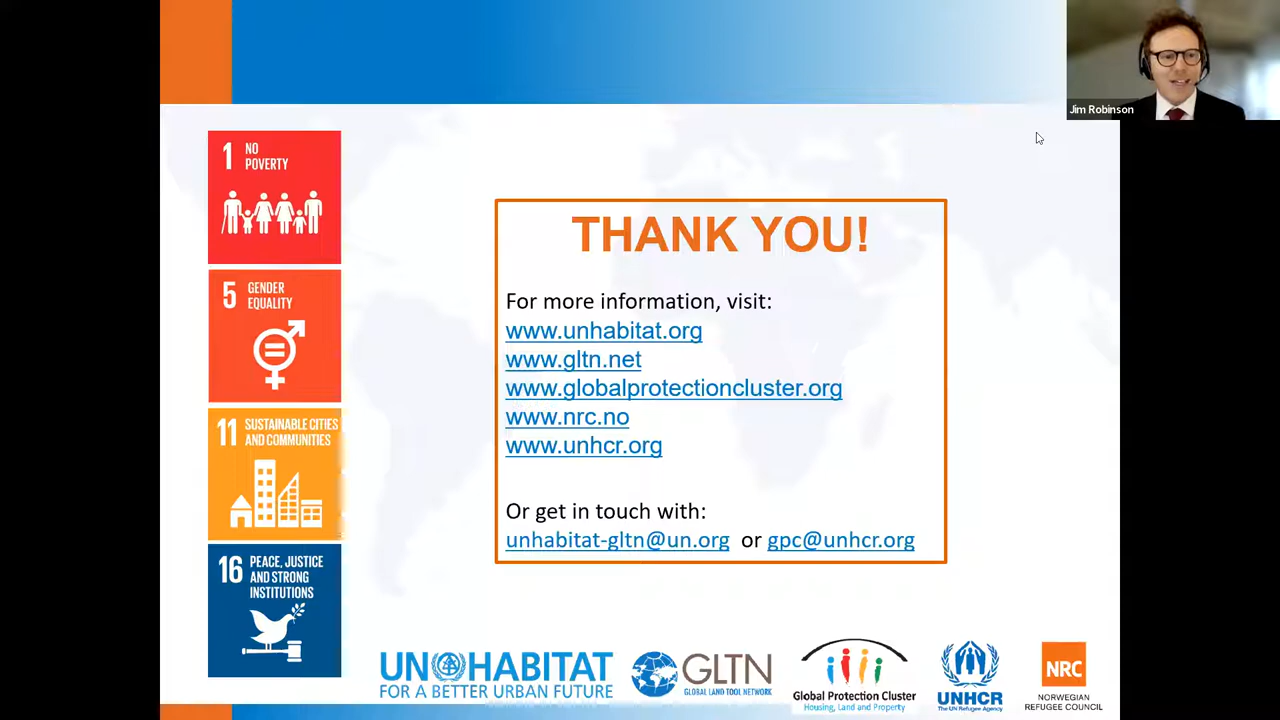 Jim Robinson
1 NO
POVERTY
5 GENDER
EQUALITY
11 SUSTAINABLE CITIES
AND COMMUNITIES
16 PEACE, JUSTICE
AND STRONG
INSTITUTIONS
THANK YOU!
For more information, visit:
www.unhabitat.org
www.gltn.net
www.globalprotectioncluster.org
www.nrc.no
www.unhcr.org
Or get in touch with:
unhabitat-gltn@un.org or gpc@unhcr.org
UN HABITAT
FOR A BETTER URBAN FUTURE
GLTN
GLOBAL LAND TOOL NETWORK
Global Protection Cluster
Housing, Land and Property
UNHCR
The UN Refugee Agency
NRC
NORWEGIAN
REFUGEE COUNCIL